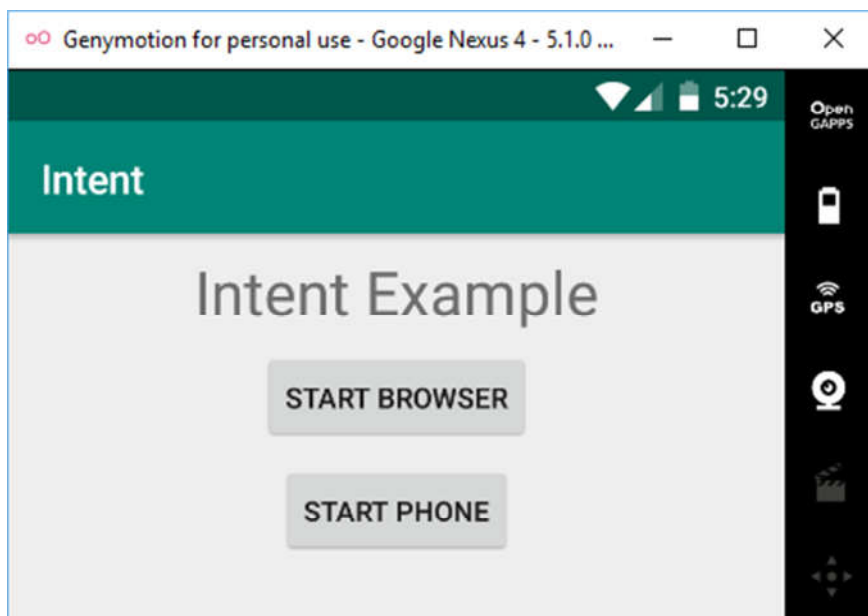 Genymotion for personal use - Google Nexus 4 - 5.1.0 ...
5:29
Open
GAPPS
Intent
GPS
Intent Example
START BROWSER
START PHONE